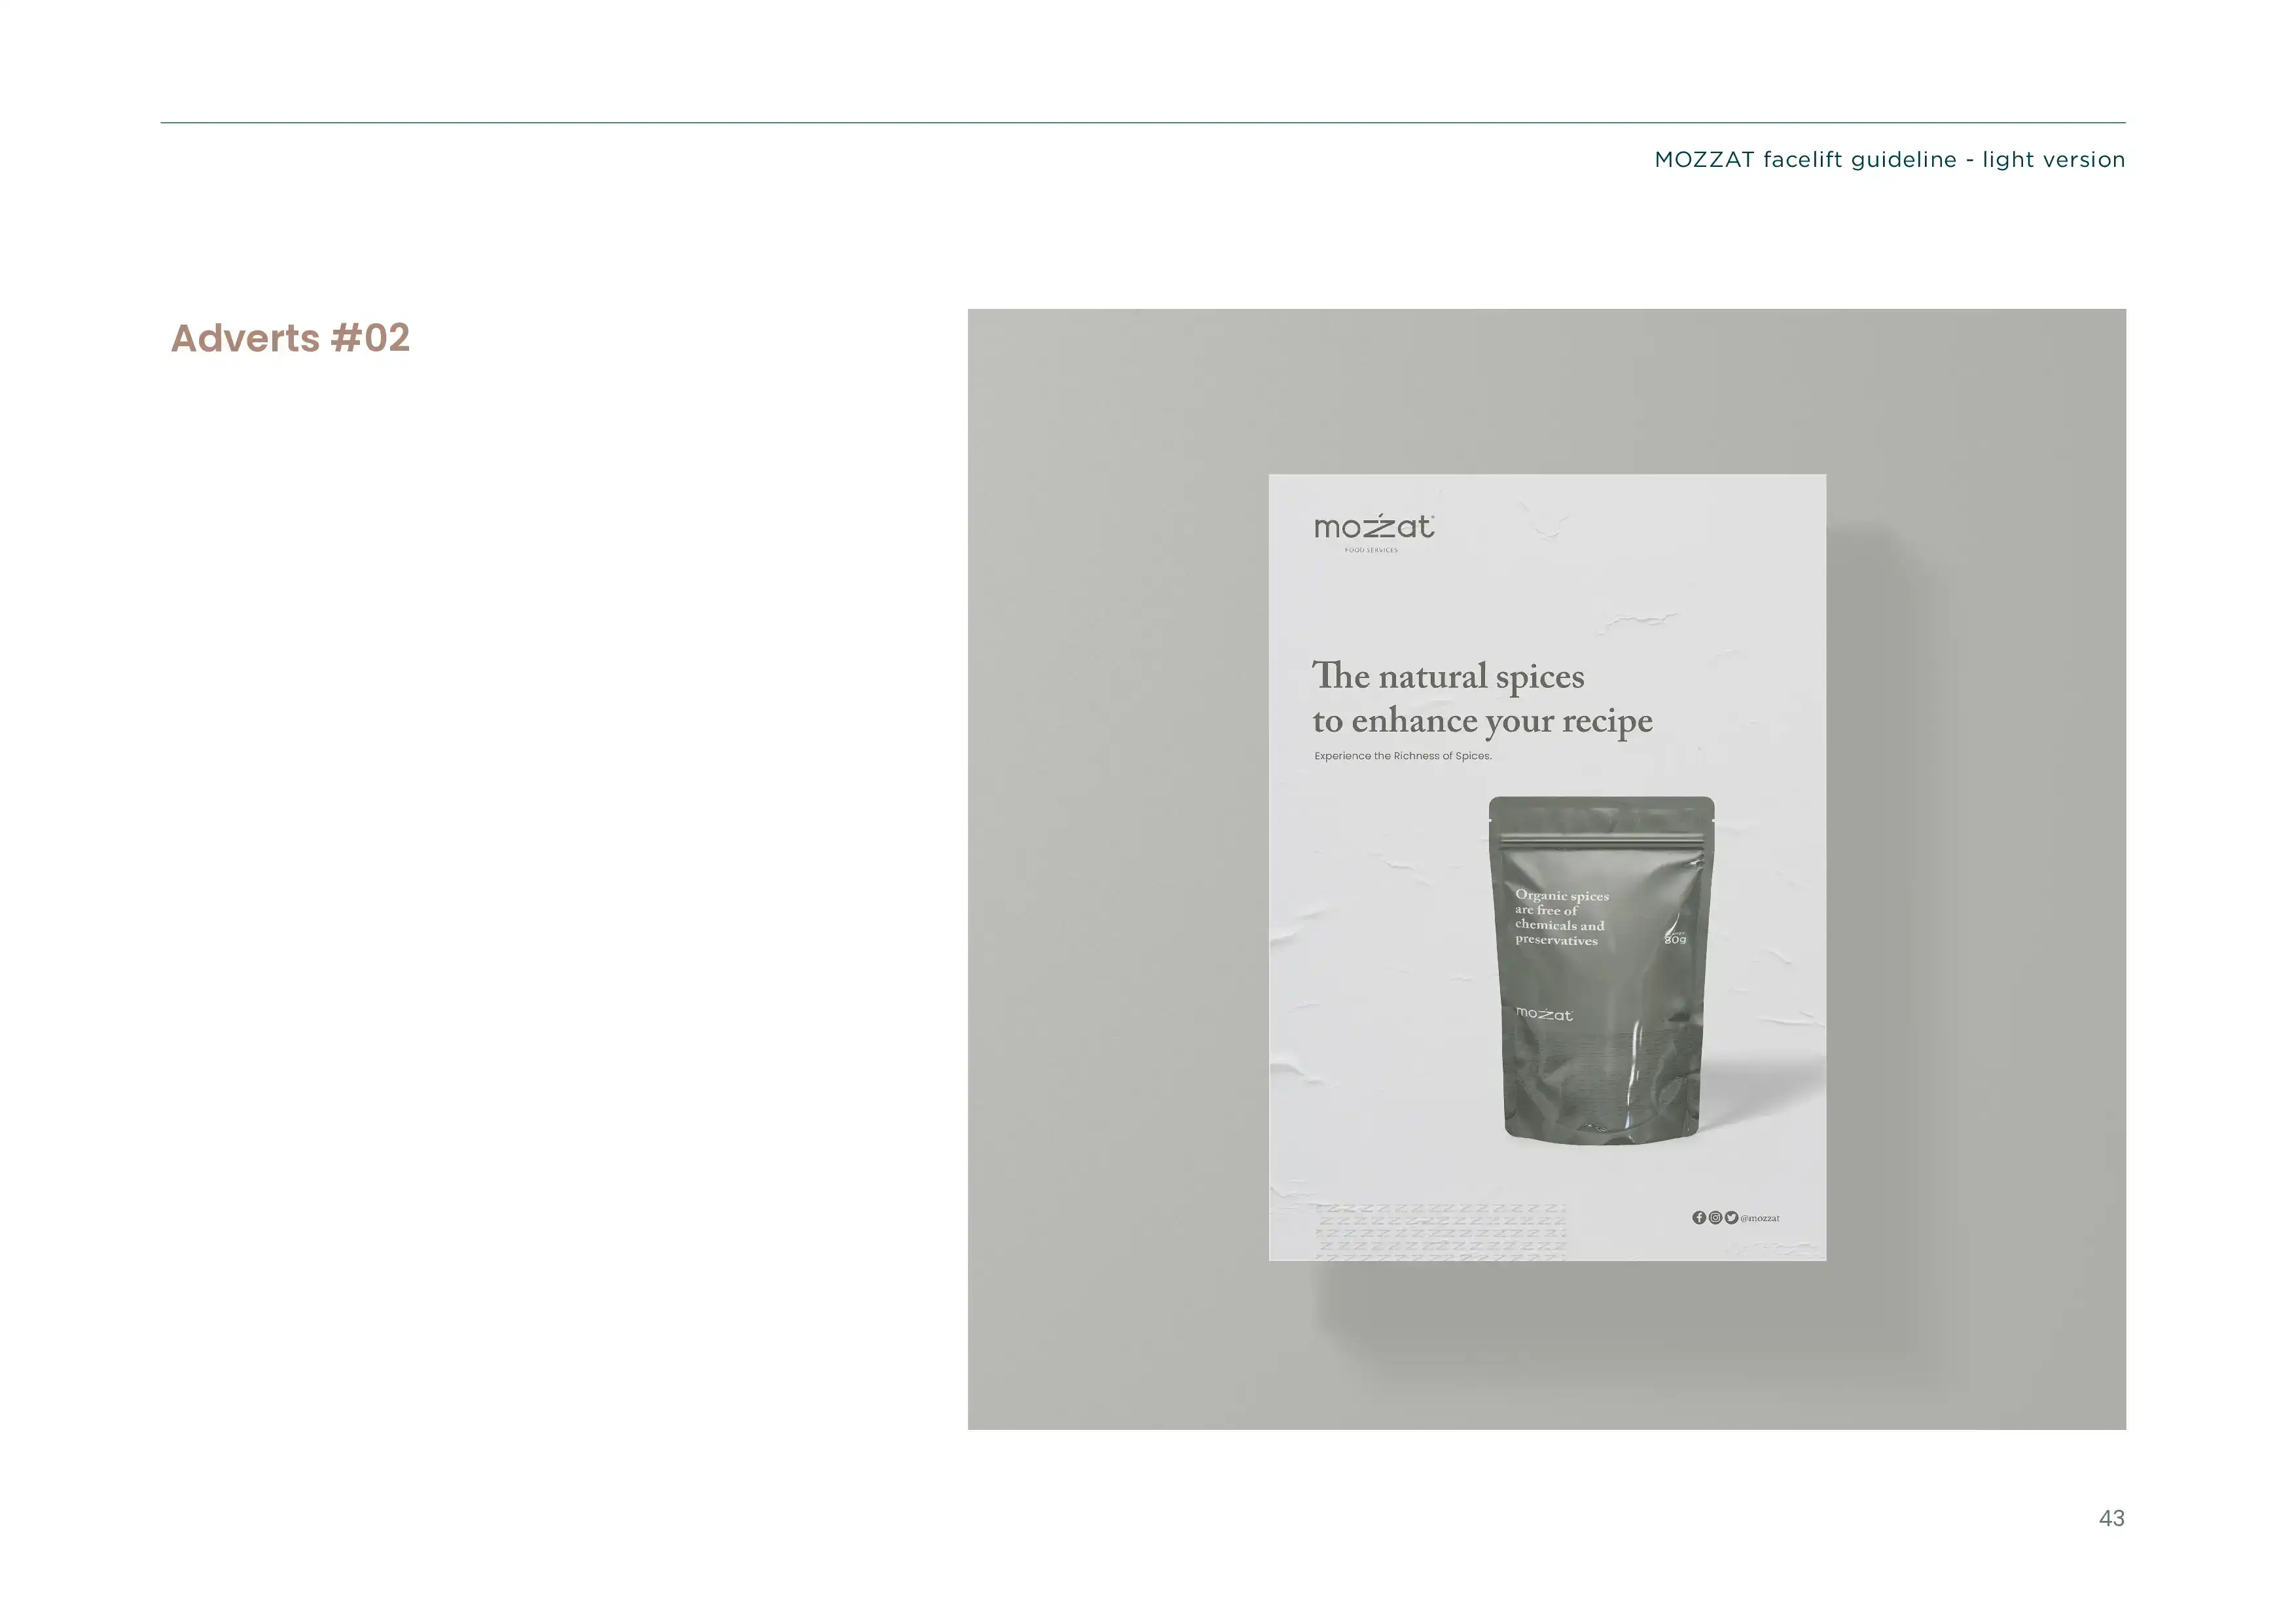 MOZZAT facelift guideline - light version
Adverts #02
mozzat
FOOD SERVICES
The natural spices
to enhance your recipe
Experience the Richness of Spices.
Organic spices
are free of
chemicals and
preservatives
80g
mozzat
@mozzat
43